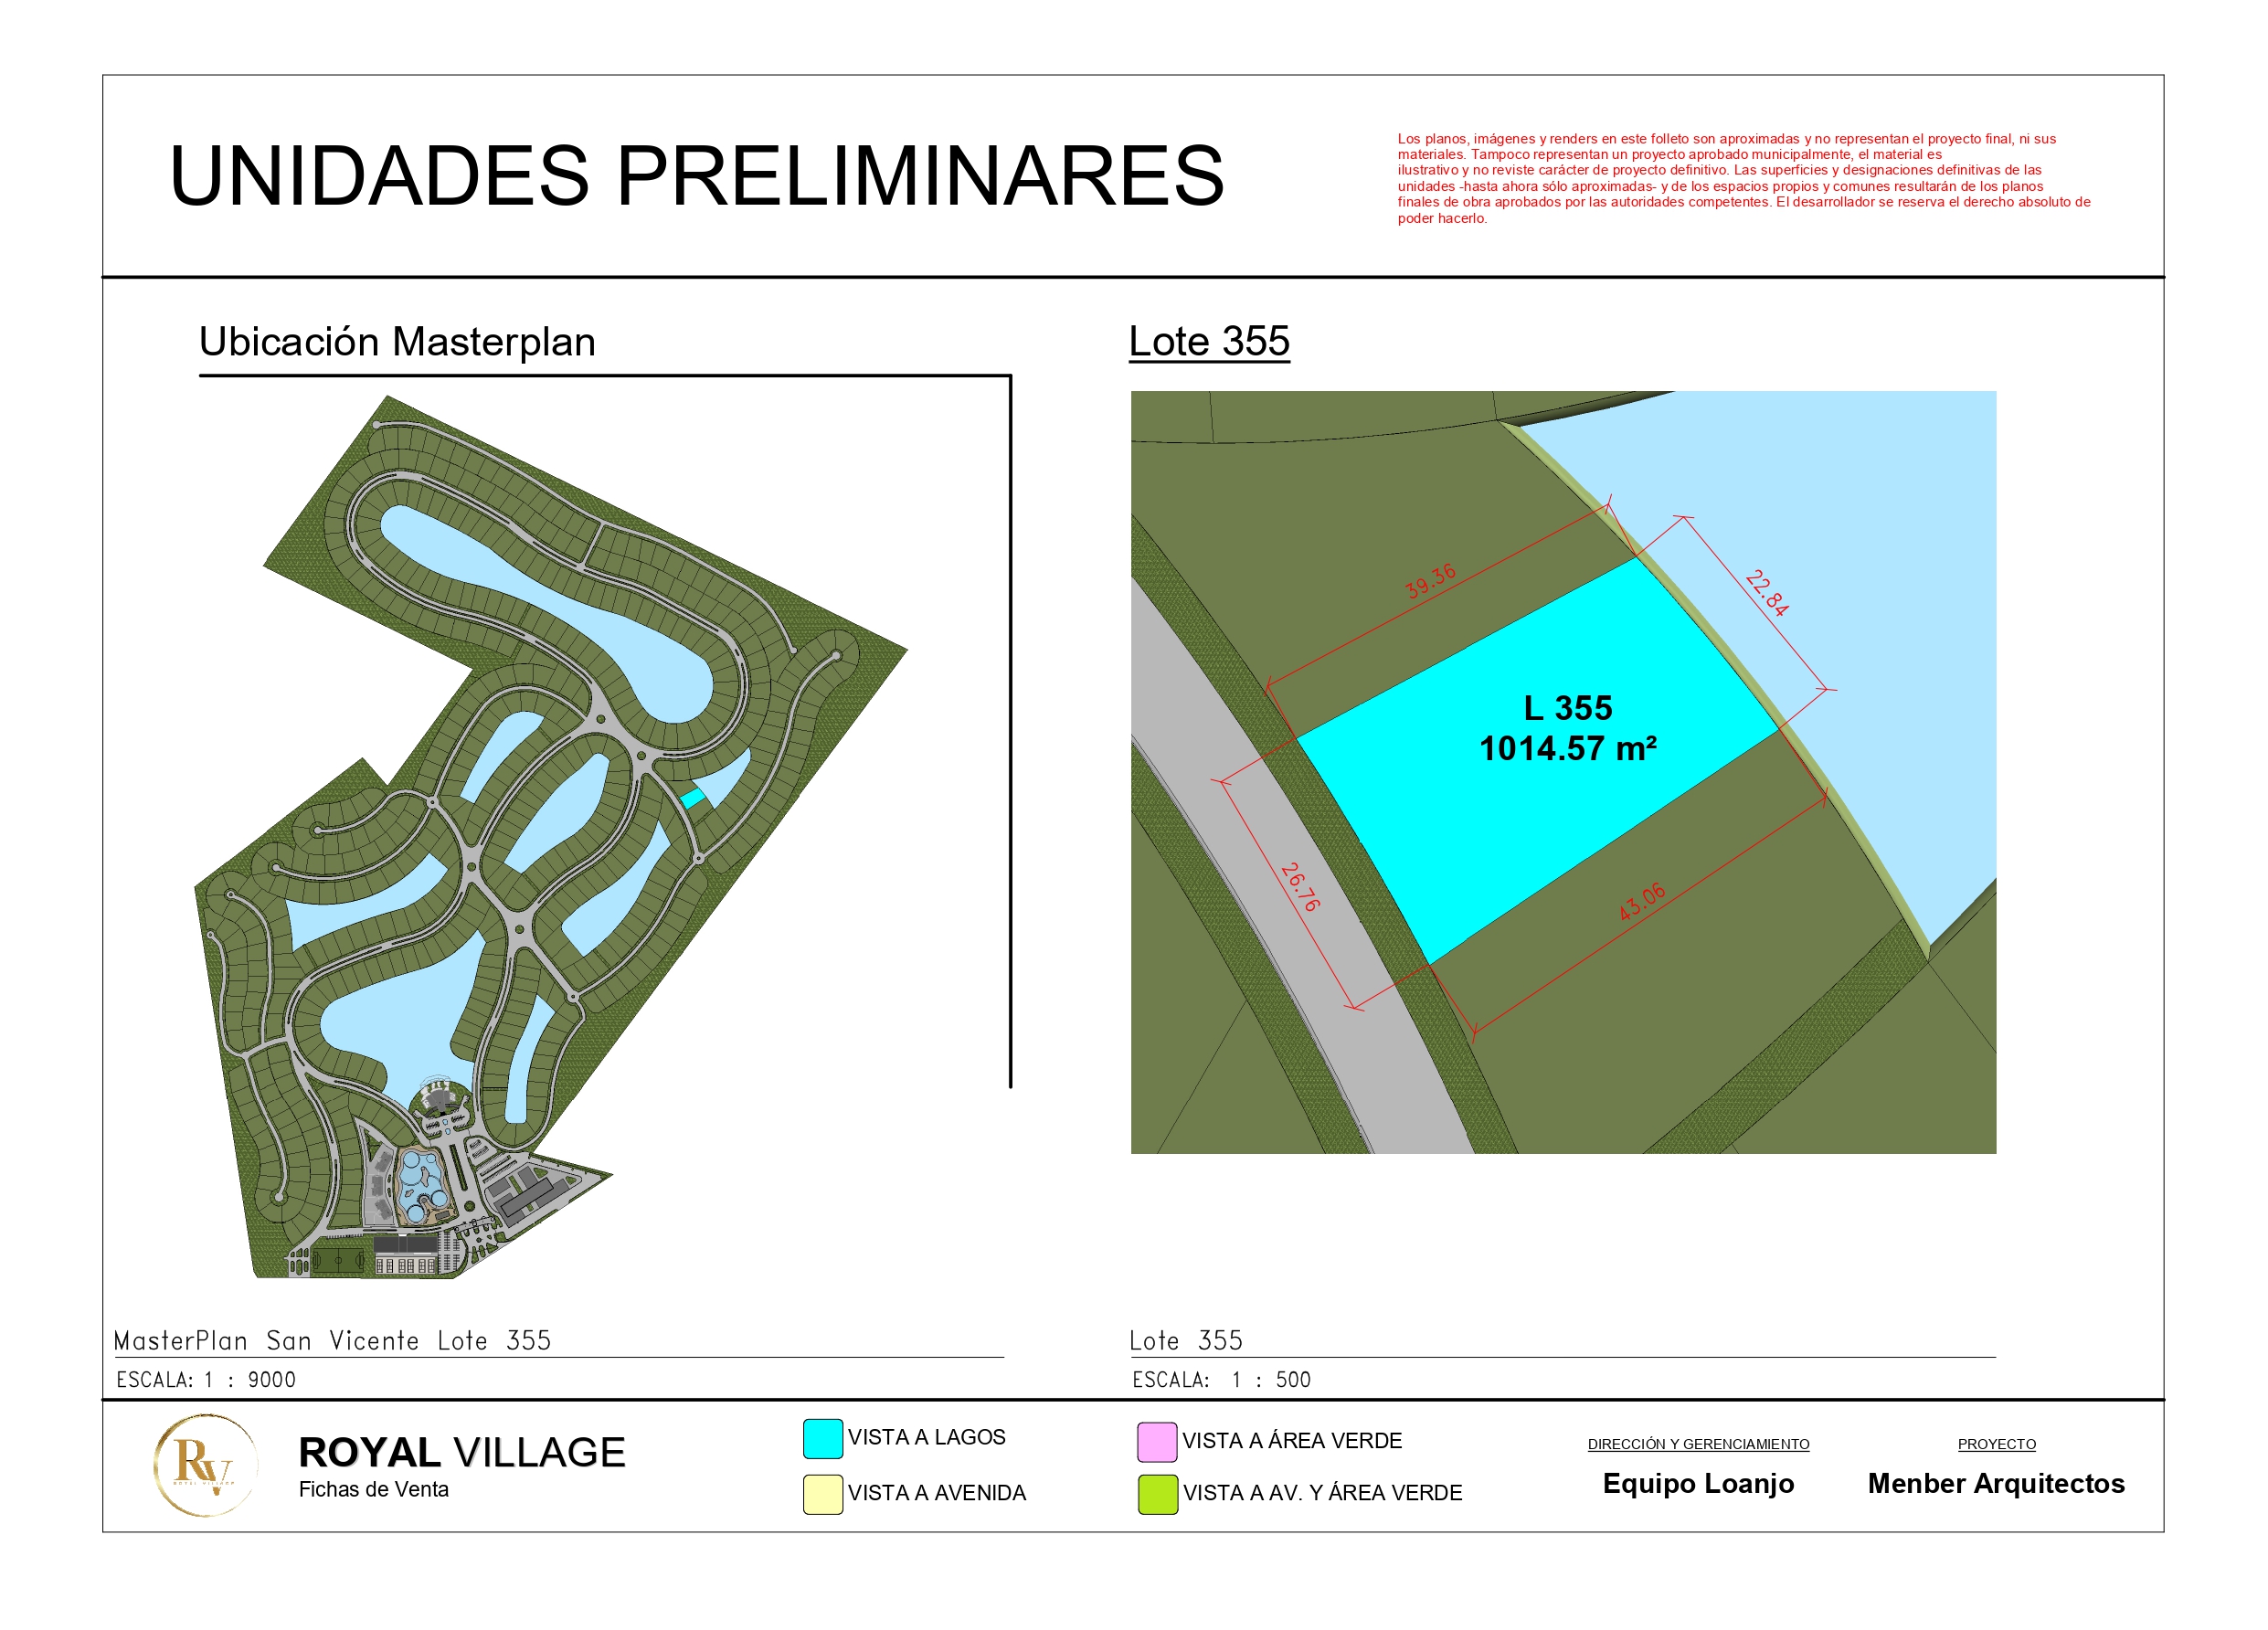 UNIDADES PRELIMINARES
Los planos, imágenes y renders en este folleto son aproximadas y no representan el proyecto final, ni sus
materiales. Tampoco representan un proyecto aprobado municipalmente, el material es
ilustrativo y no reviste carácter de proyecto definitivo. Las superficies y designaciones definitivas de las
unidades -hasta ahora sólo aproximadas- y de los espacios propios y comunes resultarán de los planos
finales de obra aprobados por las autoridades competentes. El desarrollador se reserva el derecho absoluto de
poder hacerlo.
Ubicación Masterplan
Lote 355
39.36
22.84
L 355
1014.57 m²
26.76
43.06
MasterPlan San Vicente Lote 355
ESCALA: 1 : 9000
Lote 355
ESCALA: 1 : 500
RV
ROYAL VILLAGE
ROYAL VILLAGE
Fichas de Venta
VISTA A LAGOS
VISTA A AVENIDA
VISTA A ÁREA VERDE
VISTA A AV. Y ÁREA VERDE
DIRECCIÓN Y GERENCIAMIENTO
Equipo Loanjo
PROYECTO
Menber Arquitectos